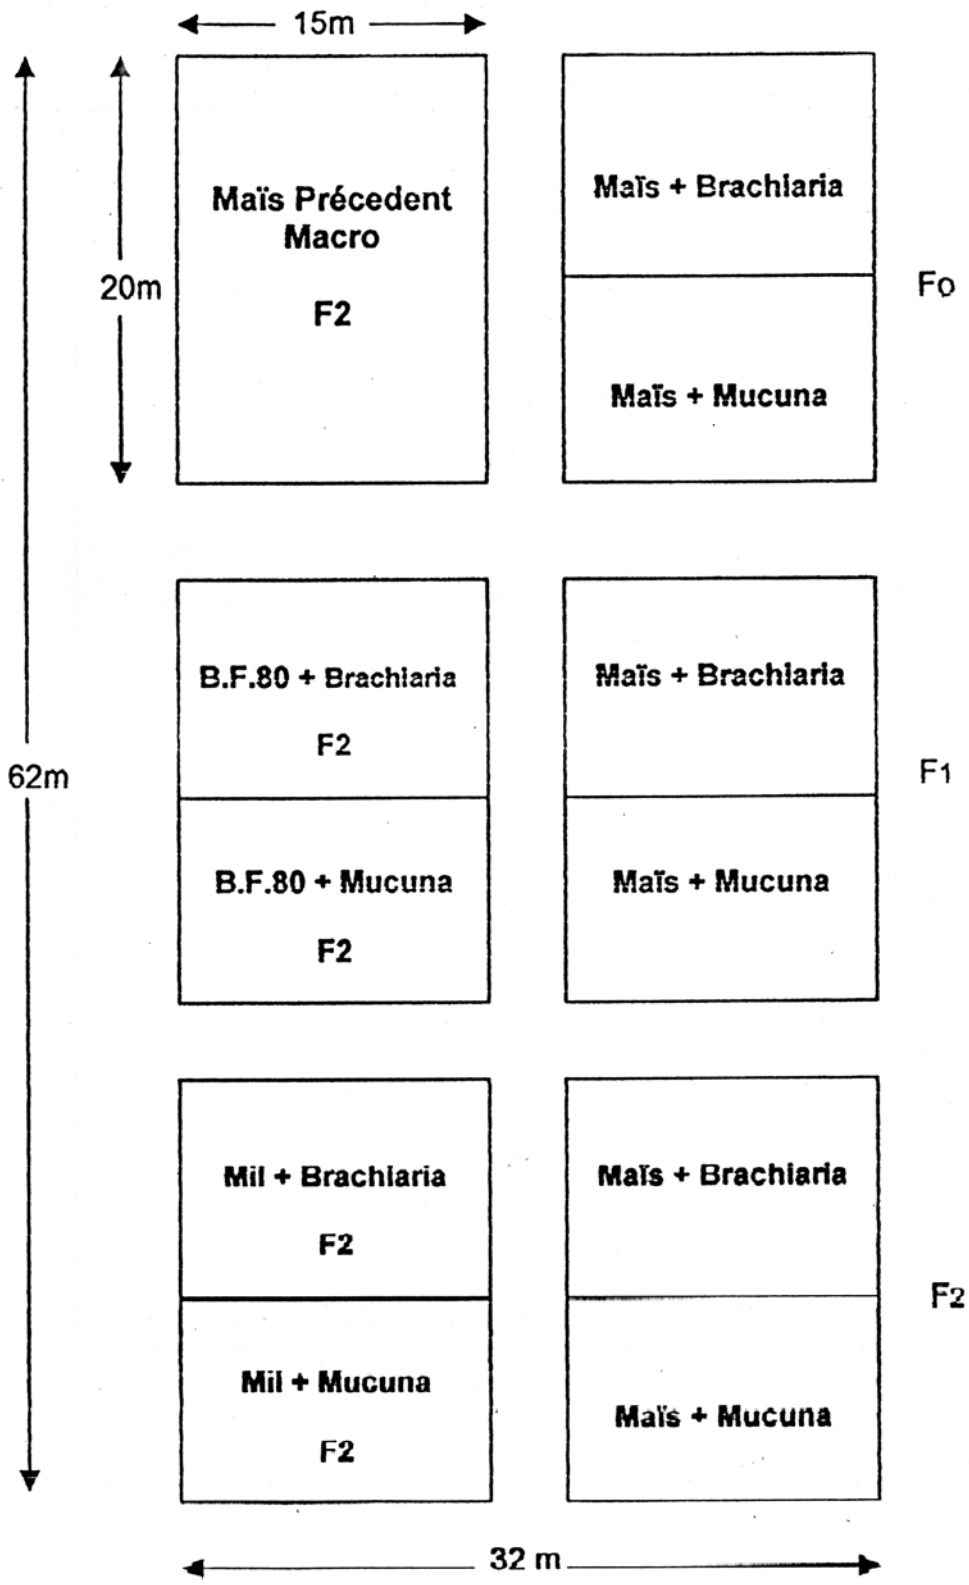 15m
Maïs Précedent
Macro
F2
20m
Maïs + Brachiaria
Maïs + Mucuna
Fo
B.F.80 + Brachiaria
F2
B.F.80 + Mucuna
F2
62m
Maïs + Brachiaria
Maïs + Mucuna
F1
Mil + Brachiaria
F2
Mil + Mucuna
F2
Maïs + Brachiaria
Maïs + Mucuna
F2
32 m